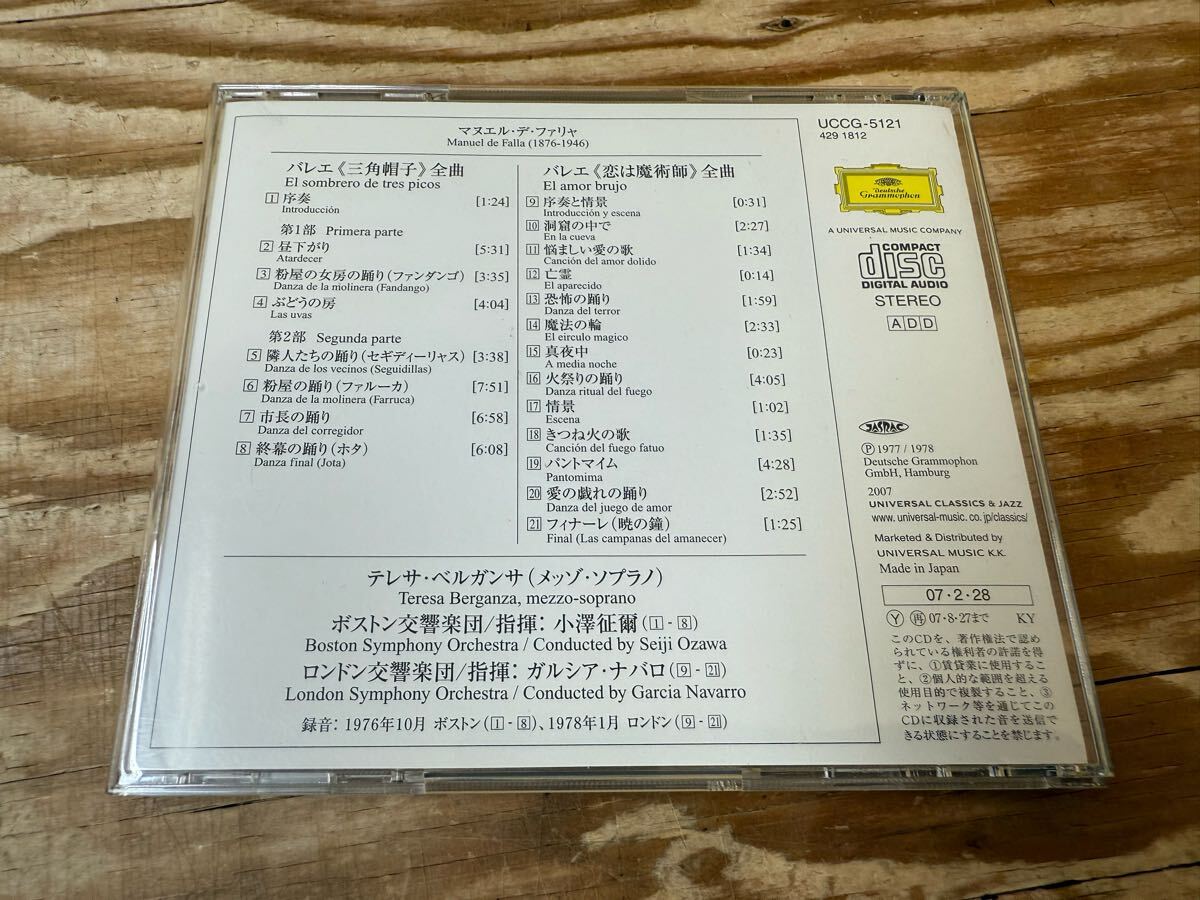 マヌエル・デ・ファリャ
Manuel de Falla (1876-1946)
バレエ《三角帽子》全曲
El sombrero de tres picos
1 序奏 [1:24]
Introducción
第1部 Primera parte
2 昼下がり [5:31]
Atardecer
3 粉屋の女房の踊り(ファンダンゴ) [3:35]
Danza de la molinera (Fandango)
4 ぶどうの房 [4:04]
Las uvas
第2部 Segunda parte
5 隣人たちの踊り(セギディーリャス) [3:38]
Danza de los vecinos (Seguidillas)
6 粉屋の踊り(ファルーカ) [7:51]
Danza de la molinera (Farruca)
7 市長の踊り [6:58]
Danza del corregidor
8 終幕の踊り(ホタ) [6:08]
Danza final (Jota)
バレエ《恋は魔術師》全曲
El amor brujo
9 序奏と情景 [0:31]
Introducción y escena
10 洞窟の中で [2:27]
En la cueva
11 悩ましい愛の歌 [1:34]
Canción del amor dolido
12 亡霊 [0:14]
El aparecido
13 恐怖の踊り [1:59]
Danza del terror
14 魔法の輪 [2:33]
El eirculo magico
15 真夜中 [0:23]
A media noche
16 火祭りの踊り [4:05]
Danza ritual del fuego
17 情景 [1:02]
Escena
18 きつね火の歌 [1:35]
Canción del fuego fatuo
19 パントマイム [4:28]
Pantomima
20 愛の戯れの踊り [2:52]
Danza del juego de amor
21 フィナーレ(暁の鐘) [1:25]
Final (Las campanas del amanecer)
テレサ・ベルガンサ(メッゾ・ソプラノ)
Teresa Berganza, mezzo-soprano
ボストン交響楽団/指揮: 小澤征爾(1-8)
Boston Symphony Orchestra / Conducted by Seiji Ozawa
ロンドン交響楽団/指揮: ガルシア・ナバロ(9-21)
London Symphony Orchestra / Conducted by Garcia Navarro
録音: 1976年10月 ボストン(1-8)、1978年1月 ロンドン(9-21)
UCCG-5121
429 1812
Deutsche
Grammophon
A UNIVERSAL MUSIC COMPANY
COMPACT
disc
DIGITAL AUDIO
STEREO
ADD
JASRAC
Ⓟ 1977 / 1978
Deutsche Grammophon
GmbH, Hamburg
2007
UNIVERSAL CLASSICS & JAZZ
www.universal-music.co.jp/classics/
Marketed & Distributed by
UNIVERSAL MUSIC K.K.
Made in Japan
07・2・28
Ⓨ 再 07・8・27まで KY
このCDを、著作権法で認め
られている権利者の許諾を得
ずに、①賃貸業に使用するこ
と、②個人的な範囲を超える
使用目的で複製すること、③
ネットワーク等を通じてこの
CDに収録された音を送信で
きる状態にすることを禁じます。